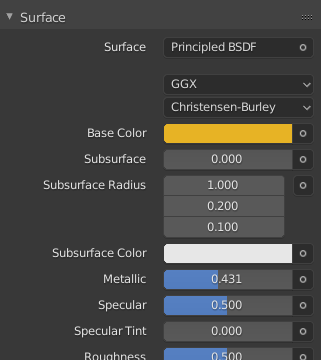 Surface
Surface Principled BSDF
GGX
Christensen-Burley
Base Color
Subsurface 0.000
Subsurface Radius 1.000
0.200
0.100
Subsurface Color
Metallic 0.431
Specular 0.500
Specular Tint 0.000
Roughness 0.500